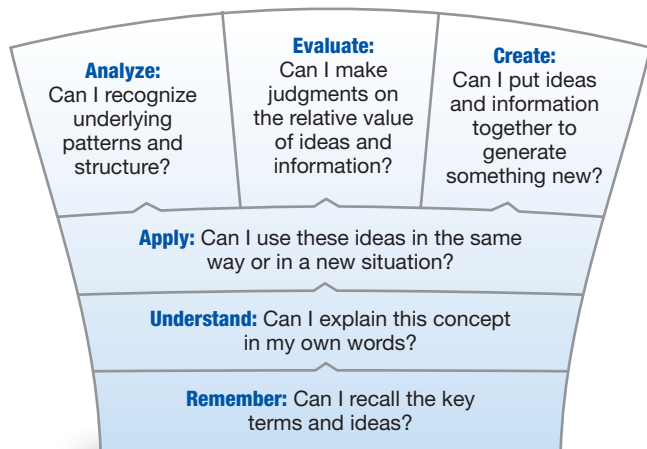 Analyze:
Can I recognize
underlying
patterns and
structure?
Evaluate:
Can I make
judgments on
the relative value
of ideas and
information?
Create:
Can I put ideas
and information
together to
generate
something new?
Apply: Can I use these ideas in the same
way or in a new situation?
Understand: Can I explain this concept
in my own words?
Remember: Can I recall the key
terms and ideas?